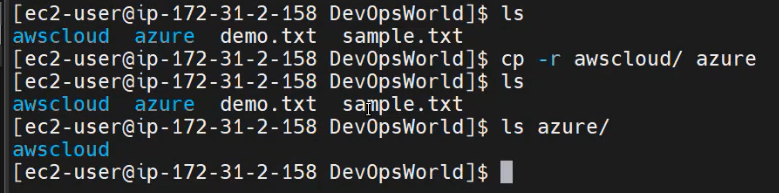 [ec2-user@ip-172-31-2-158 DevOpsWorld]$ ls
awscloud  azure  demo.txt  sample.txt
[ec2-user@ip-172-31-2-158 DevOpsWorld]$ cp -r awscloud/ azure
[ec2-user@ip-172-31-2-158 DevOpsWorld]$ ls
awscloud  azure  demo.txt  sample.txt
[ec2-user@ip-172-31-2-158 DevOpsWorld]$ ls azure/
awscloud
[ec2-user@ip-172-31-2-158 DevOpsWorld]$